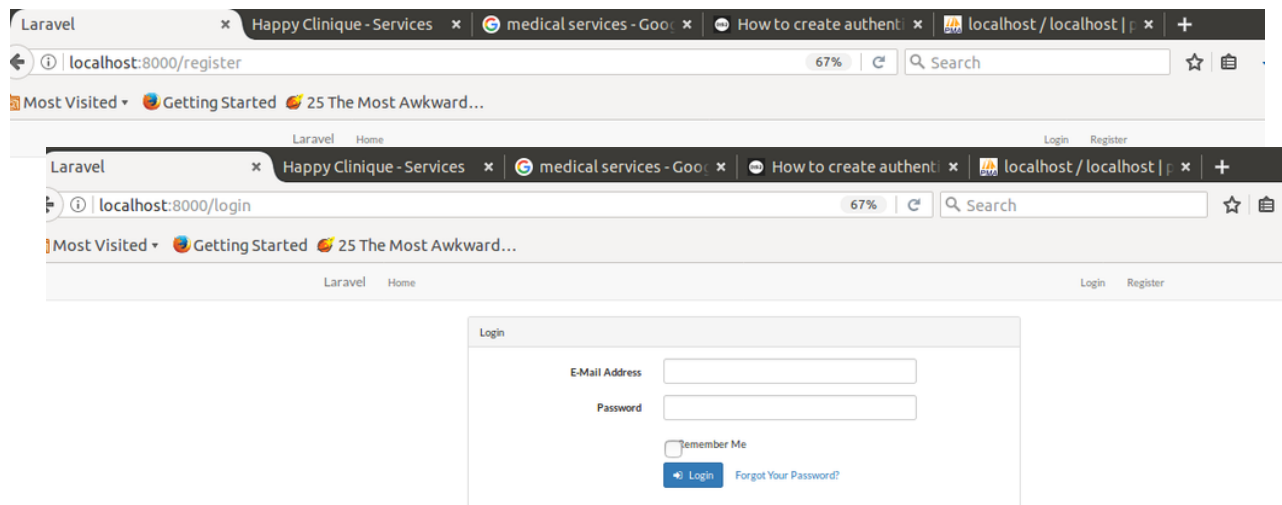 Laravel × Happy Clinique - Services × medical services - Goog × How to create authenti × localhost / localhost | p × +
localhost:8000/register 67% Search
Most Visited Getting Started 25 The Most Awkward...
Laravel Home Login Register
Laravel × Happy Clinique - Services × medical services - Goog × How to create authenti × localhost / localhost | p × +
localhost:8000/login 67% Search
Most Visited Getting Started 25 The Most Awkward...
Laravel Home Login Register
Login
E-Mail Address
Password
Remember Me
Login Forgot Your Password?